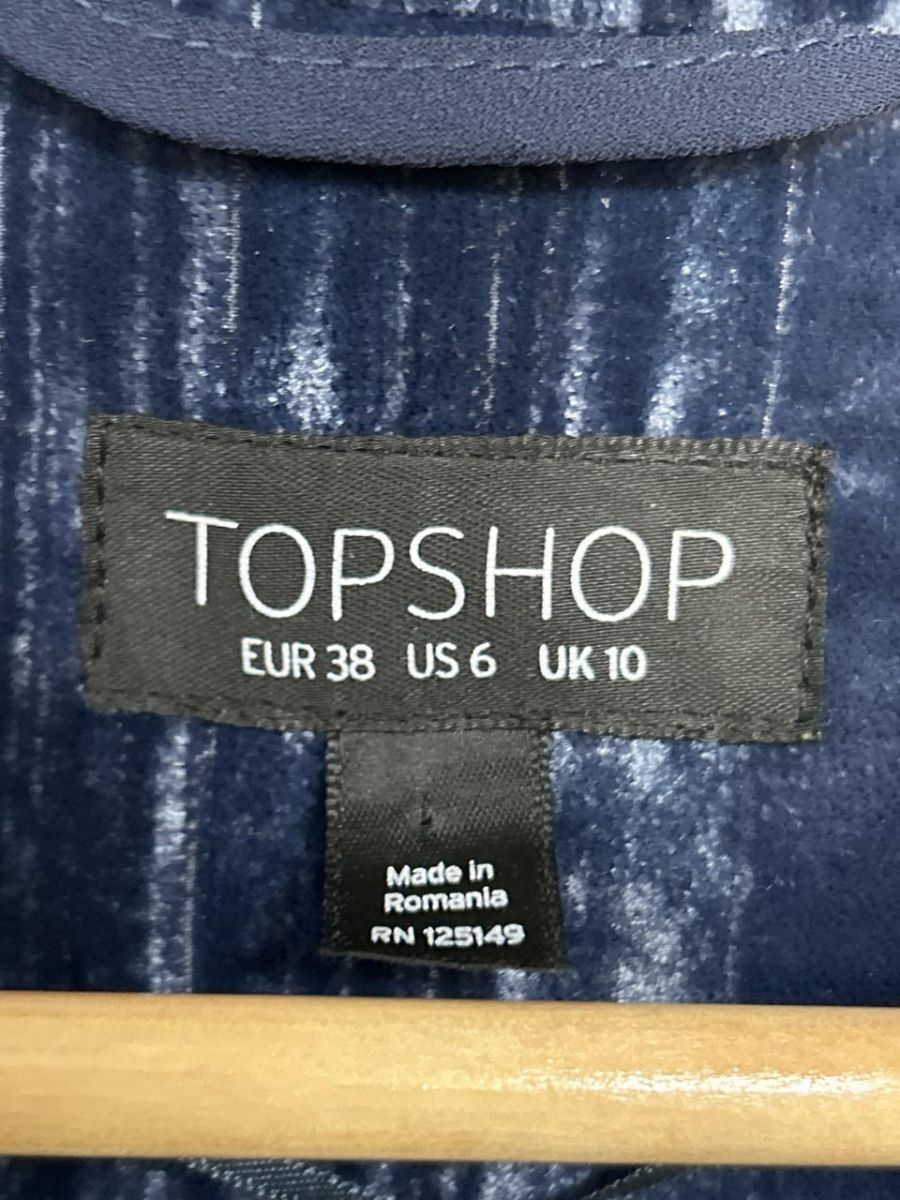 TOPSHOP
EUR 38 US 6 UK 10
Made in
Romania
RN 125149